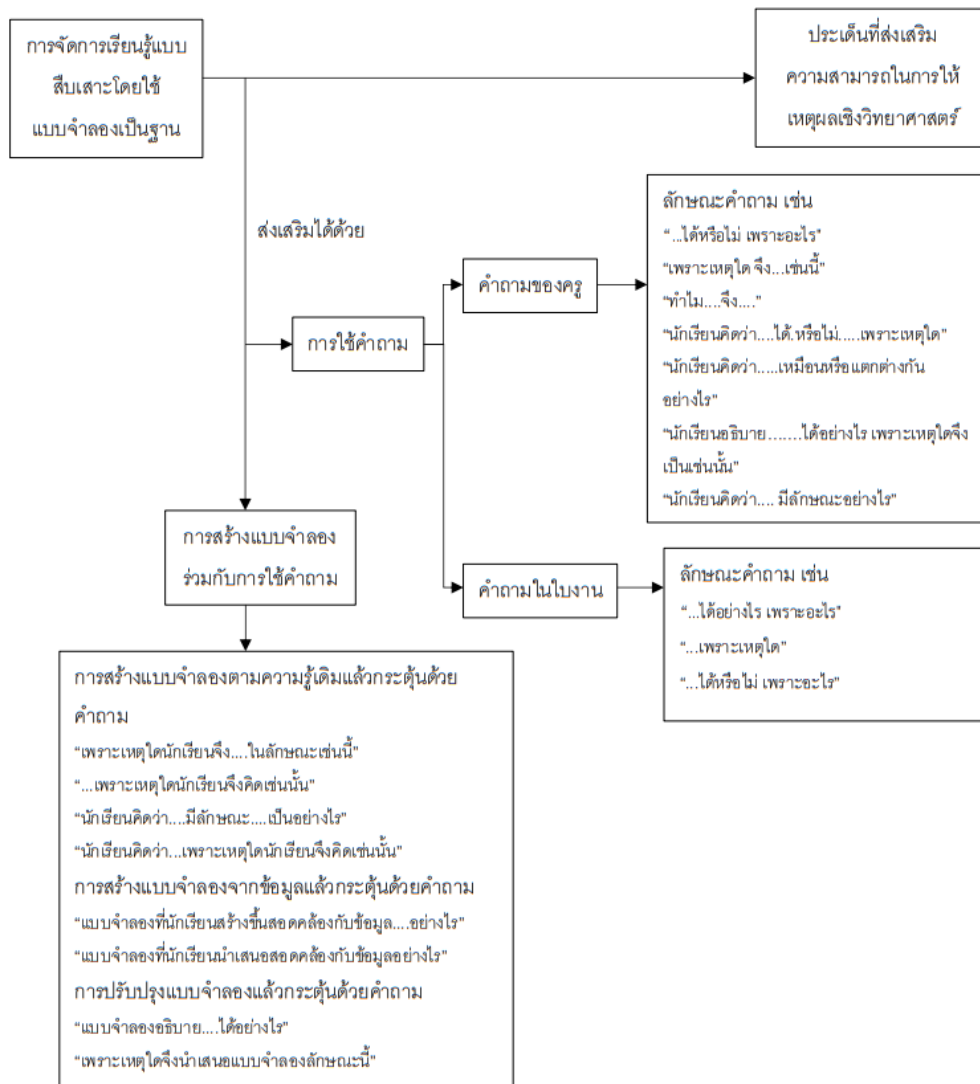 การจัดการเรียนรู้แบบ
สืบเสาะโดยใช้
แบบจำลองเป็นฐาน
ประเด็นที่ส่งเสริม
ความสามารถในการให้
เหตุผลเชิงวิทยาศาสตร์
ส่งเสริมได้ด้วย
การใช้คำถาม
คำถามของครู
ลักษณะคำถาม เช่น
“...ได้หรือไม่ เพราะอะไร”
“เพราะเหตุใด จึง...เช่นนี้”
“ทำไม....จึง....”
“นักเรียนคิดว่า....ได้.หรือไม่.....เพราะเหตุใด”
“นักเรียนคิดว่า.....เหมือนหรือแตกต่างกัน
อย่างไร”
“นักเรียนอธิบาย.......ได้อย่างไร เพราะเหตุใดจึง
เป็นเช่นนั้น”
“นักเรียนคิดว่า.... มีลักษณะอย่างไร”
คำถามในใบงาน
ลักษณะคำถาม เช่น
“...ได้อย่างไร เพราะอะไร”
“...เพราะเหตุใด”
“...ได้หรือไม่ เพราะอะไร”
การสร้างแบบจำลอง
ร่วมกับการใช้คำถาม
การสร้างแบบจำลองตามความรู้เดิมแล้วกระตุ้นด้วย
คำถาม
“เพราะเหตุใดนักเรียนจึง....ในลักษณะเช่นนี้”
“...เพราะเหตุใดนักเรียนจึงคิดเช่นนั้น”
“นักเรียนคิดว่า....มีลักษณะ....เป็นอย่างไร”
“นักเรียนคิดว่า...เพราะเหตุใดนักเรียนจึงคิดเช่นนั้น”
การสร้างแบบจำลองจากข้อมูลแล้วกระตุ้นด้วยคำถาม
“แบบจำลองที่นักเรียนสร้างขึ้นสอดคล้องกับข้อมูล....อย่างไร”
“แบบจำลองที่นักเรียนนำเสนอสอดคล้องกับข้อมูลอย่างไร”
การปรับปรุงแบบจำลองแล้วกระตุ้นด้วยคำถาม
“แบบจำลองอธิบาย....ได้อย่างไร”
“เพราะเหตุใดจึงนำเสนอแบบจำลองลักษณะนี้”